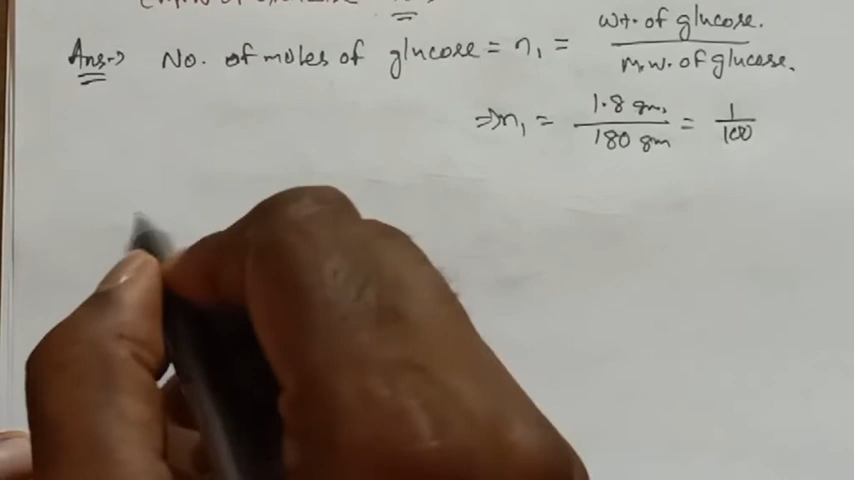 Ans:-> No. of moles of glucose = n₁ = wt. of glucose. / M.w. of glucose.
⇒ n₁ = 1.8 gm. / 180 gm = 1 / 100